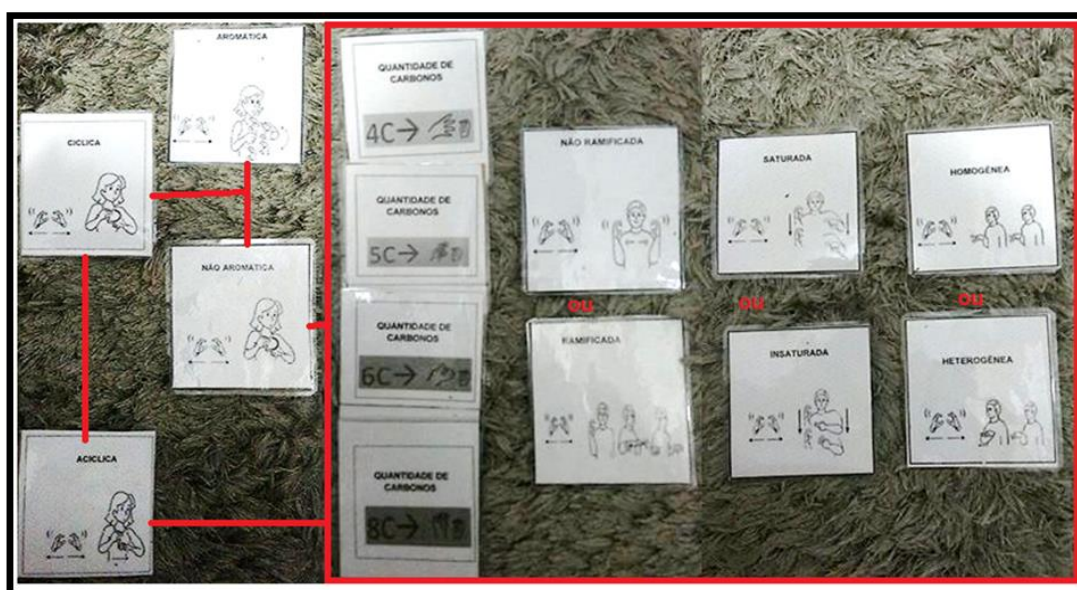 AROMÁTICA
CICLICA
NÃO AROMÁTICA
ACICLICA
QUANTIDADE DE
CARBONOS
4C→
QUANTIDADE DE
CARBONOS
5C→
QUANTIDADE DE
CARBONOS
6C→
QUANTIDADE DE
CARBONOS
8C→
NÃO RAMIFICADA
OU
RAMIFICADA
SATURADA
OU
INSATURADA
HOMOGÊNEA
OU
HETEROGÊNEA